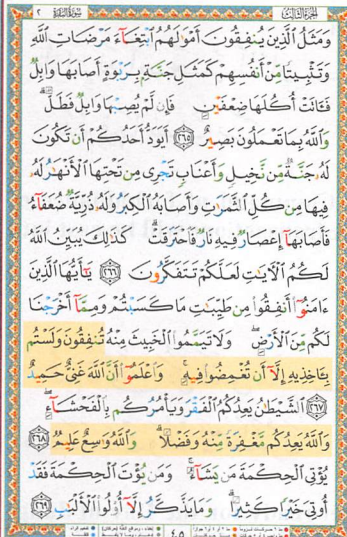 الجزء الثالث
سورة البقرة ٢
وَمَثَلُ ٱلَّذِينَ يُنفِقُونَ أَمْوَٰلَهُمُ ٱبْتِغَآءَ مَرْضَاتِ ٱللَّهِ
وَتَثْبِيتًا مِّنْ أَنفُسِهِمْ كَمَثَلِ جَنَّةٍۭ بِرَبْوَةٍ أَصَابَهَا وَابِلٌ
فَـَٔاتَتْ أُكُلَهَا ضِعْفَيْنِ فَإِن لَّمْ يُصِبْهَا وَابِلٌ فَطَلٌّۗ
وَٱللَّهُ بِمَا تَعْمَلُونَ بَصِيرٌ ٢٦٥ أَيَوَدُّ أَحَدُكُمْ أَن تَكُونَ
لَهُۥ جَنَّةٌ مِّن نَّخِيلٍ وَأَعْنَابٍ تَجْرِى مِن تَحْتِهَا ٱلْأَنْهَٰرُ لَهُۥ
فِيهَا مِن كُلِّ ٱلثَّمَرَٰتِ وَأَصَابَهُ ٱلْكِبَرُ وَلَهُۥ ذُرِّيَّةٌ ضُعَفَآءُ
فَأَصَابَهَآ إِعْصَارٌ فِيهِ نَارٌ فَٱحْتَرَقَتْۗ كَذَٰلِكَ يُبَيِّنُ ٱللَّهُ
لَكُمُ ٱلْـَٔايَٰتِ لَعَلَّكُمْ تَتَفَكَّرُونَ ٢٦٦ يَٰٓأَيُّهَا ٱلَّذِينَ
ءَامَنُوٓا۟ أَنفِقُوا۟ مِن طَيِّبَٰتِ مَا كَسَبْتُمْ وَمِمَّآ أَخْرَجْنَا
لَكُم مِّنَ ٱلْأَرْضِۖ وَلَا تَيَمَّمُوا۟ ٱلْخَبِيثَ مِنْهُ تُنفِقُونَ وَلَسْتُم
بِـَٔاخِذِيهِ إِلَّآ أَن تُغْمِضُوا۟ فِيهِۚ وَٱعْلَمُوٓا۟ أَنَّ ٱللَّهَ غَنِىٌّ حَمِيدٌ
٢٦٧ ٱلشَّيْطَٰنُ يَعِدُكُمُ ٱلْفَقْرَ وَيَأْمُرُكُم بِٱلْفَحْشَآءِۖ
وَٱللَّهُ يَعِدُكُم مَّغْفِرَةً مِّنْهُ وَفَضْلًاۗ وَٱللَّهُ وَٰسِعٌ عَلِيمٌ ٢٦٨
يُؤْتِى ٱلْحِكْمَةَ مَن يَشَآءُۚ وَمَن يُؤْتَ ٱلْحِكْمَةَ فَقَدْ
أُوتِىَ خَيْرًا كَثِيرًاۗ وَمَا يَذَّكَّرُ إِلَّآ أُو۟لُوا۟ ٱلْأَلْبَٰبِ ٢٦٩
٤٥